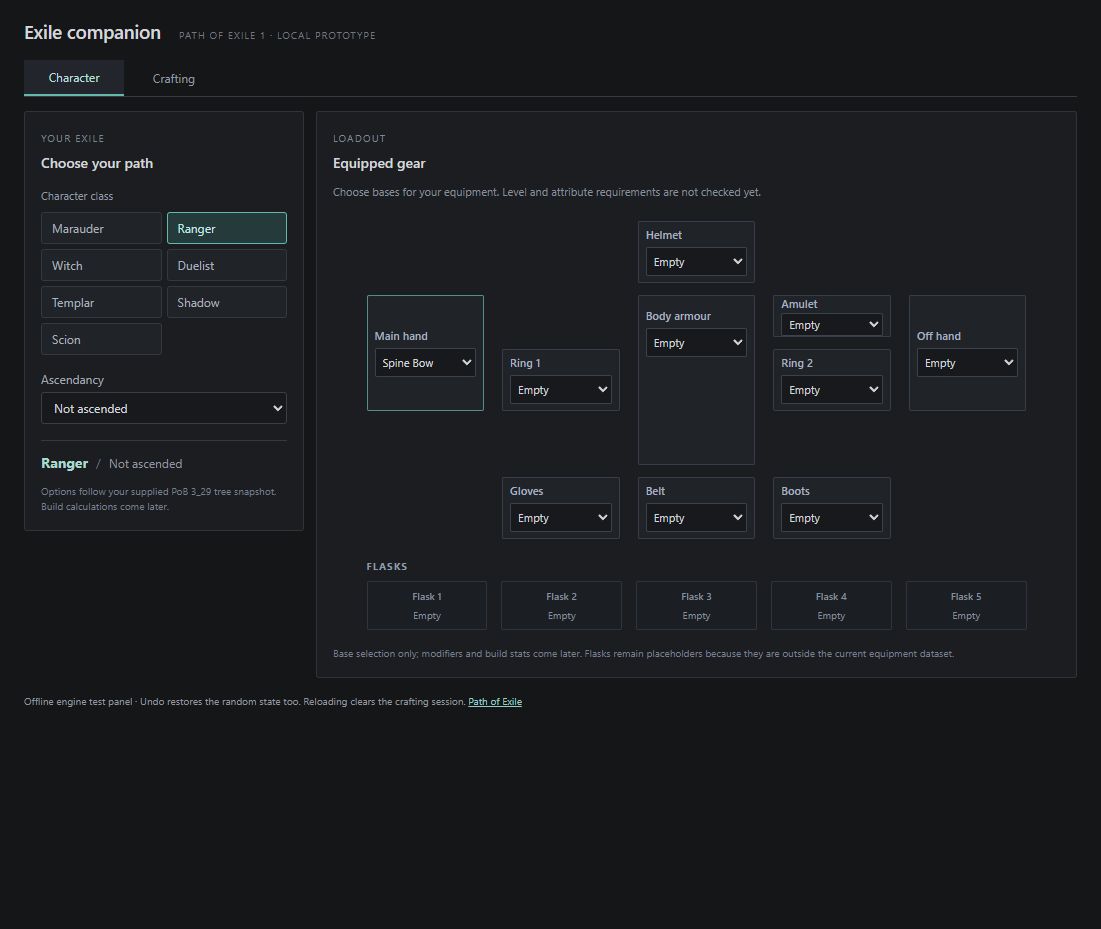 Exile companion PATH OF EXILE 1 · LOCAL PROTOTYPE
Character Crafting
YOUR EXILE
Choose your path
Character class
Marauder Ranger
Witch Duelist
Templar Shadow
Scion
Ascendancy
Not ascended
Ranger / Not ascended
Options follow your supplied PoB 3_29 tree snapshot.
Build calculations come later.
LOADOUT
Equipped gear
Choose bases for your equipment. Level and attribute requirements are not checked yet.
Helmet
Empty
Main hand
Spine Bow
Ring 1
Empty
Body armour
Empty
Amulet
Empty
Ring 2
Empty
Off hand
Empty
Gloves
Empty
Belt
Empty
Boots
Empty
FLASKS
Flask 1
Empty
Flask 2
Empty
Flask 3
Empty
Flask 4
Empty
Flask 5
Empty
Base selection only; modifiers and build stats come later. Flasks remain placeholders because they are outside the current equipment dataset.
Offline engine test panel · Undo restores the random state too. Reloading clears the crafting session. Path of Exile